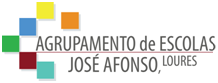 AGRUPAMENTO de ESCOLAS
JOSÉ AFONSO, LOURES